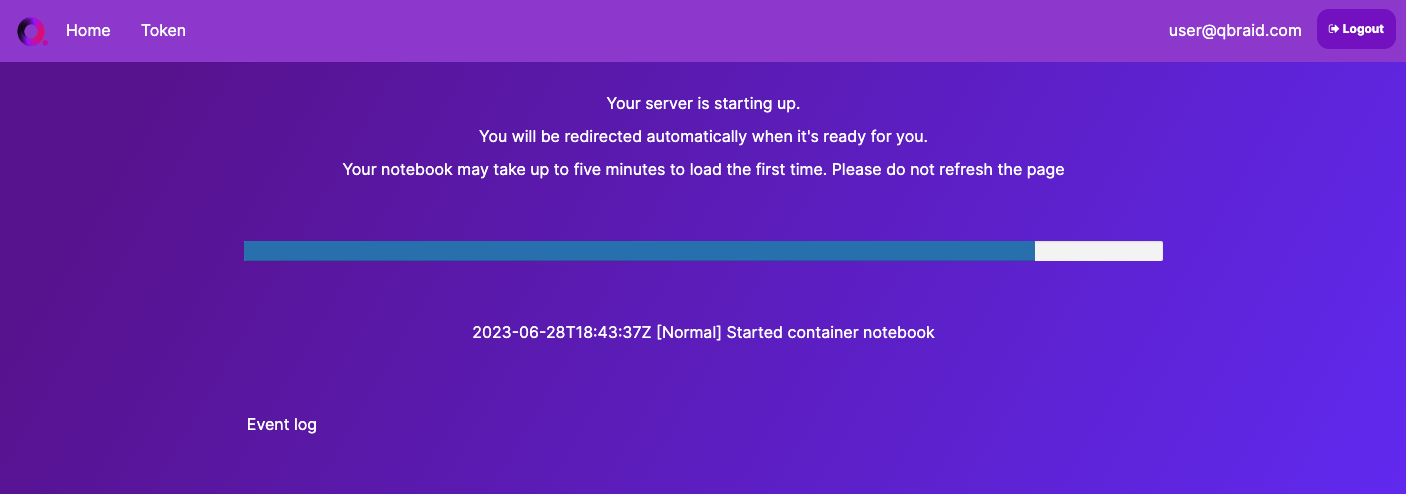 Home Token user@qbraid.com Logout
Your server is starting up.
You will be redirected automatically when it's ready for you.
Your notebook may take up to five minutes to load the first time. Please do not refresh the page
2023-06-28T18:43:37Z [Normal] Started container notebook
Event log